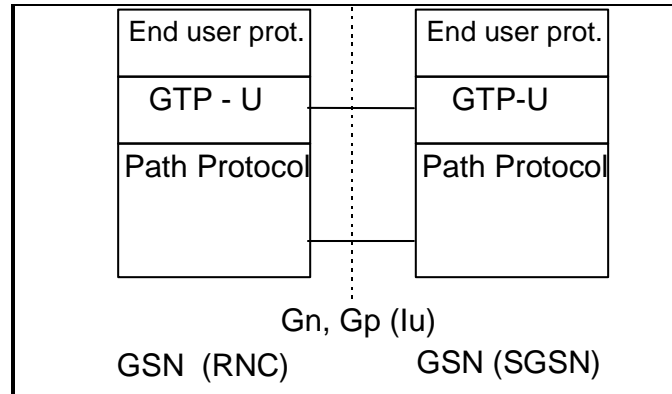 End user prot. End user prot.
GTP - U GTP-U
Path Protocol Path Protocol
Gn, Gp (Iu)
GSN (RNC) GSN (SGSN)